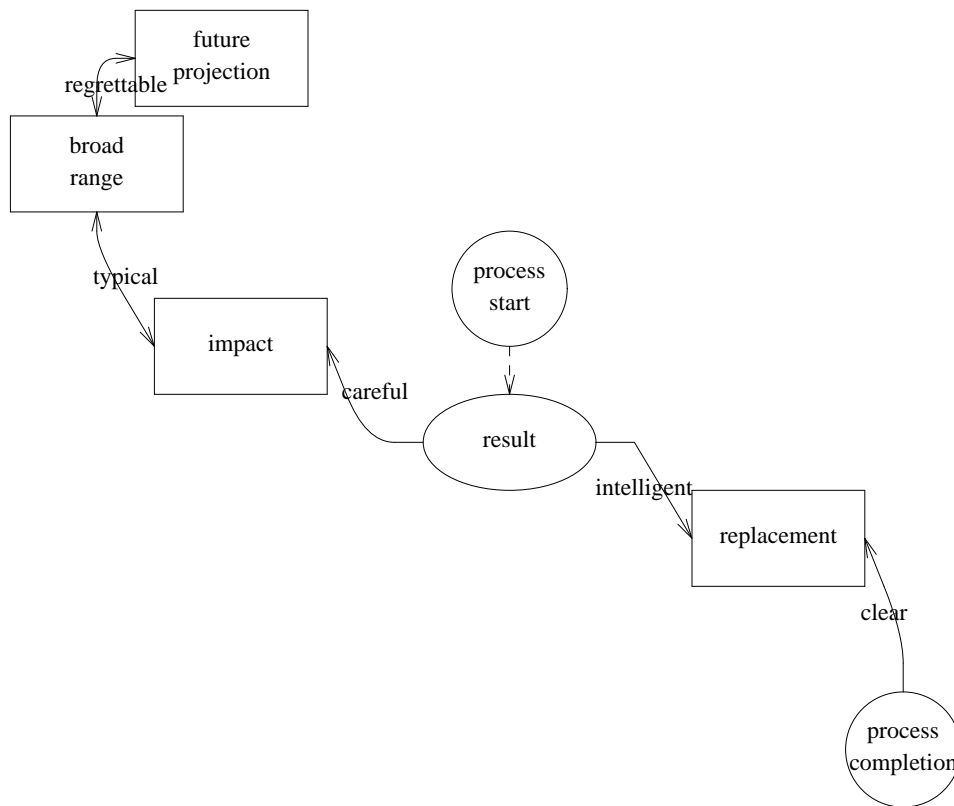 future
projection
regrettable
broad
range
process
start
typical
impact
careful
result
intelligent
replacement
clear
process
completion